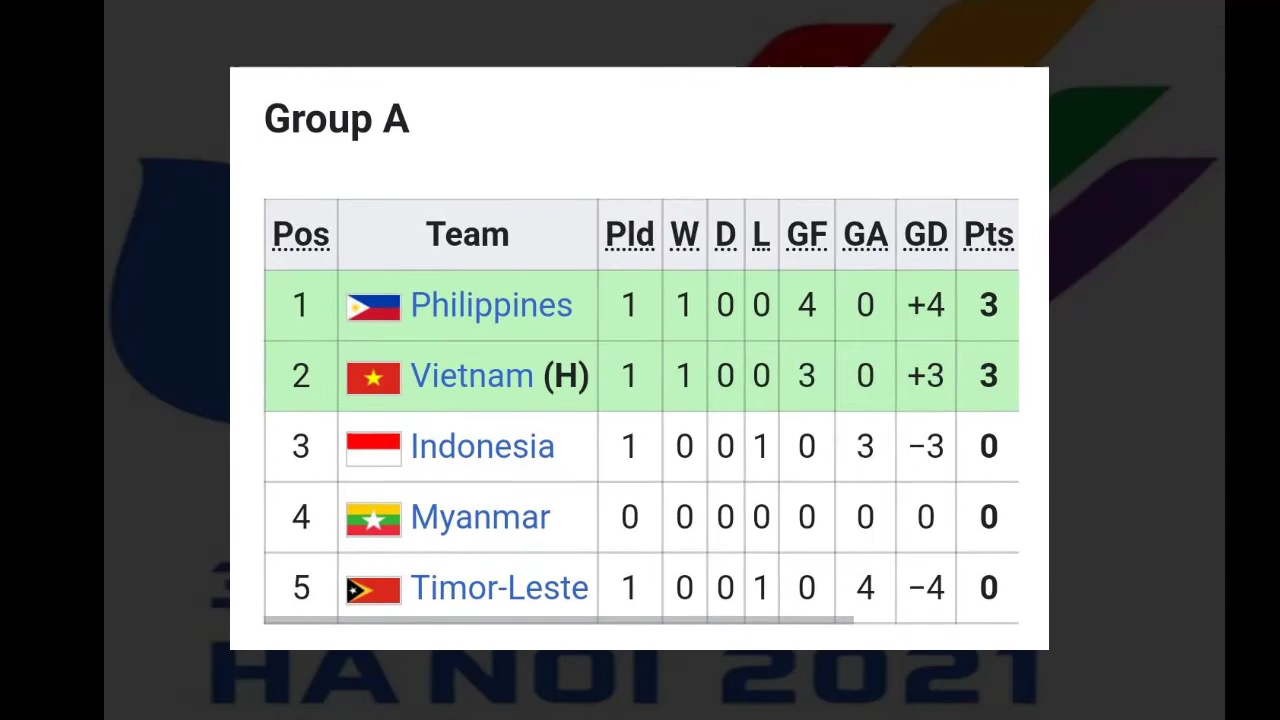 Group A
Pos Team Pld W D L GF GA GD Pts
1 Philippines 1 1 0 0 4 0 +4 3
2 Vietnam (H) 1 1 0 0 3 0 +3 3
3 Indonesia 1 0 0 1 0 3 −3 0
4 Myanmar 0 0 0 0 0 0 0 0
5 Timor-Leste 1 0 0 1 0 4 −4 0
HA NOI 2021